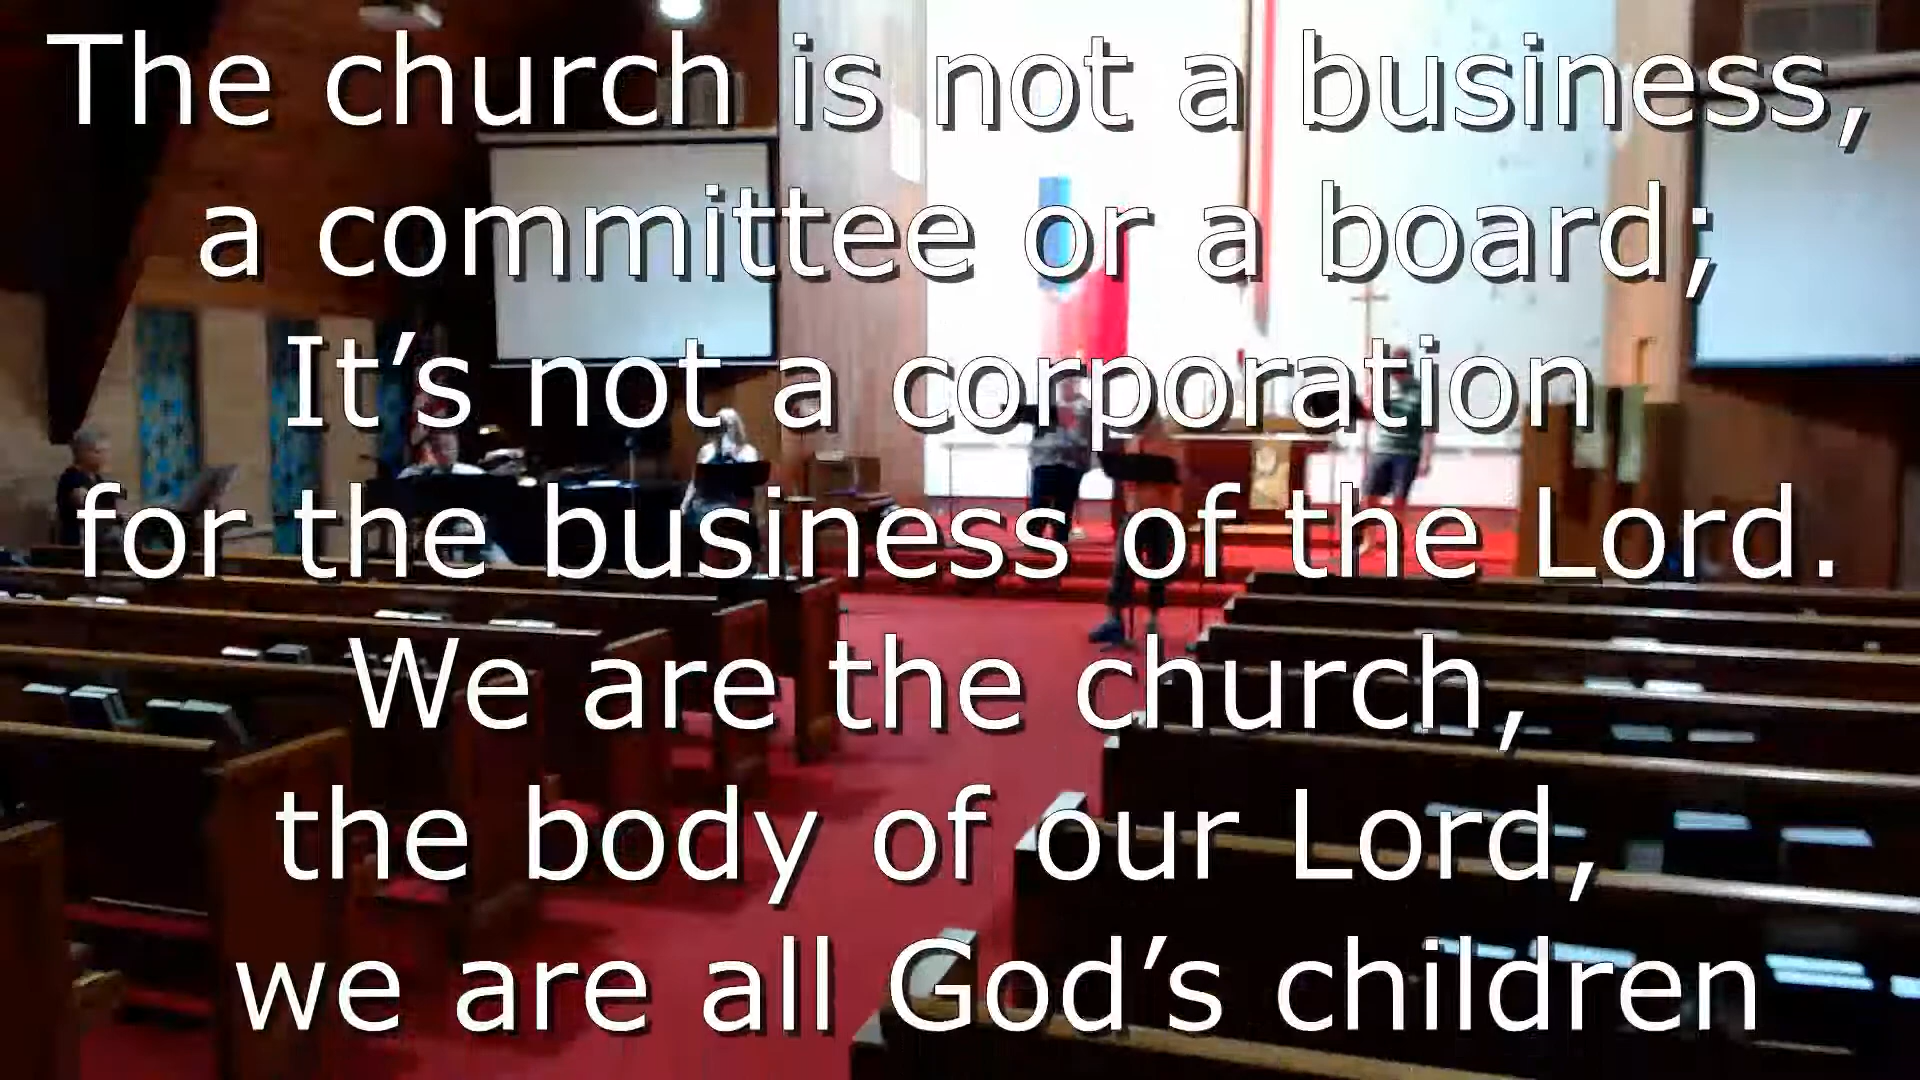 The church is not a business,
a committee or a board;
It’s not a corporation
for the business of the Lord.
We are the church,
the body of our Lord,
we are all God’s children